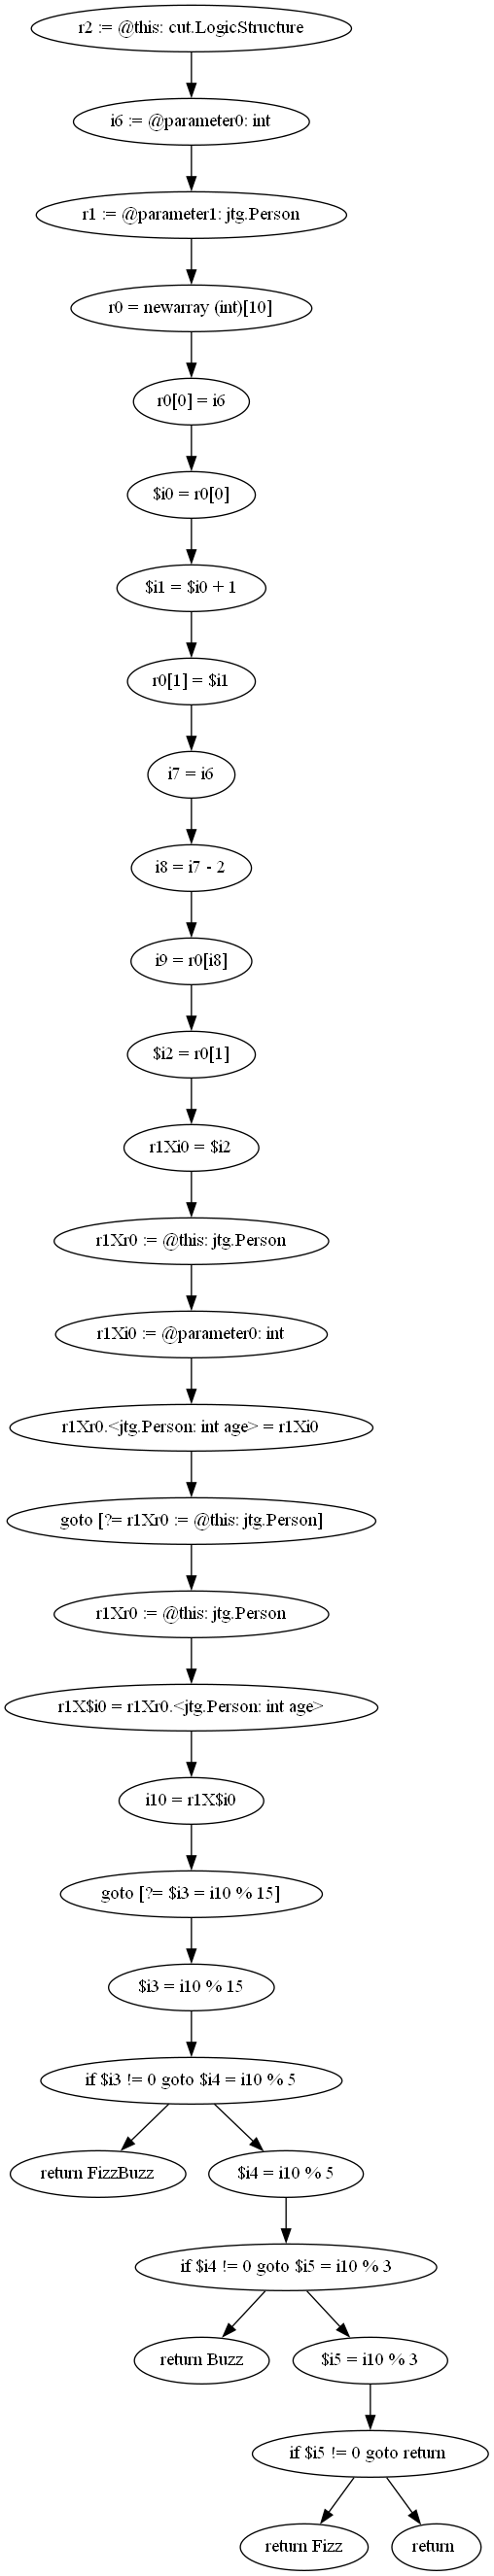 r2 := @this: cut.LogicStructure
i6 := @parameter0: int
r1 := @parameter1: jtg.Person
r0 = newarray (int)[10]
r0[0] = i6
$i0 = r0[0]
$i1 = $i0 + 1
r0[1] = $i1
i7 = i6
i8 = i7 - 2
i9 = r0[i8]
$i2 = r0[1]
r1Xi0 = $i2
r1Xr0 := @this: jtg.Person
r1Xi0 := @parameter0: int
r1Xr0.<jtg.Person: int age> = r1Xi0
goto [?= r1Xr0 := @this: jtg.Person]
r1Xr0 := @this: jtg.Person
r1X$i0 = r1Xr0.<jtg.Person: int age>
i10 = r1X$i0
goto [?= $i3 = i10 % 15]
$i3 = i10 % 15
if $i3 != 0 goto $i4 = i10 % 5
return FizzBuzz
$i4 = i10 % 5
if $i4 != 0 goto $i5 = i10 % 3
return Buzz
$i5 = i10 % 3
if $i5 != 0 goto return
return Fizz
return